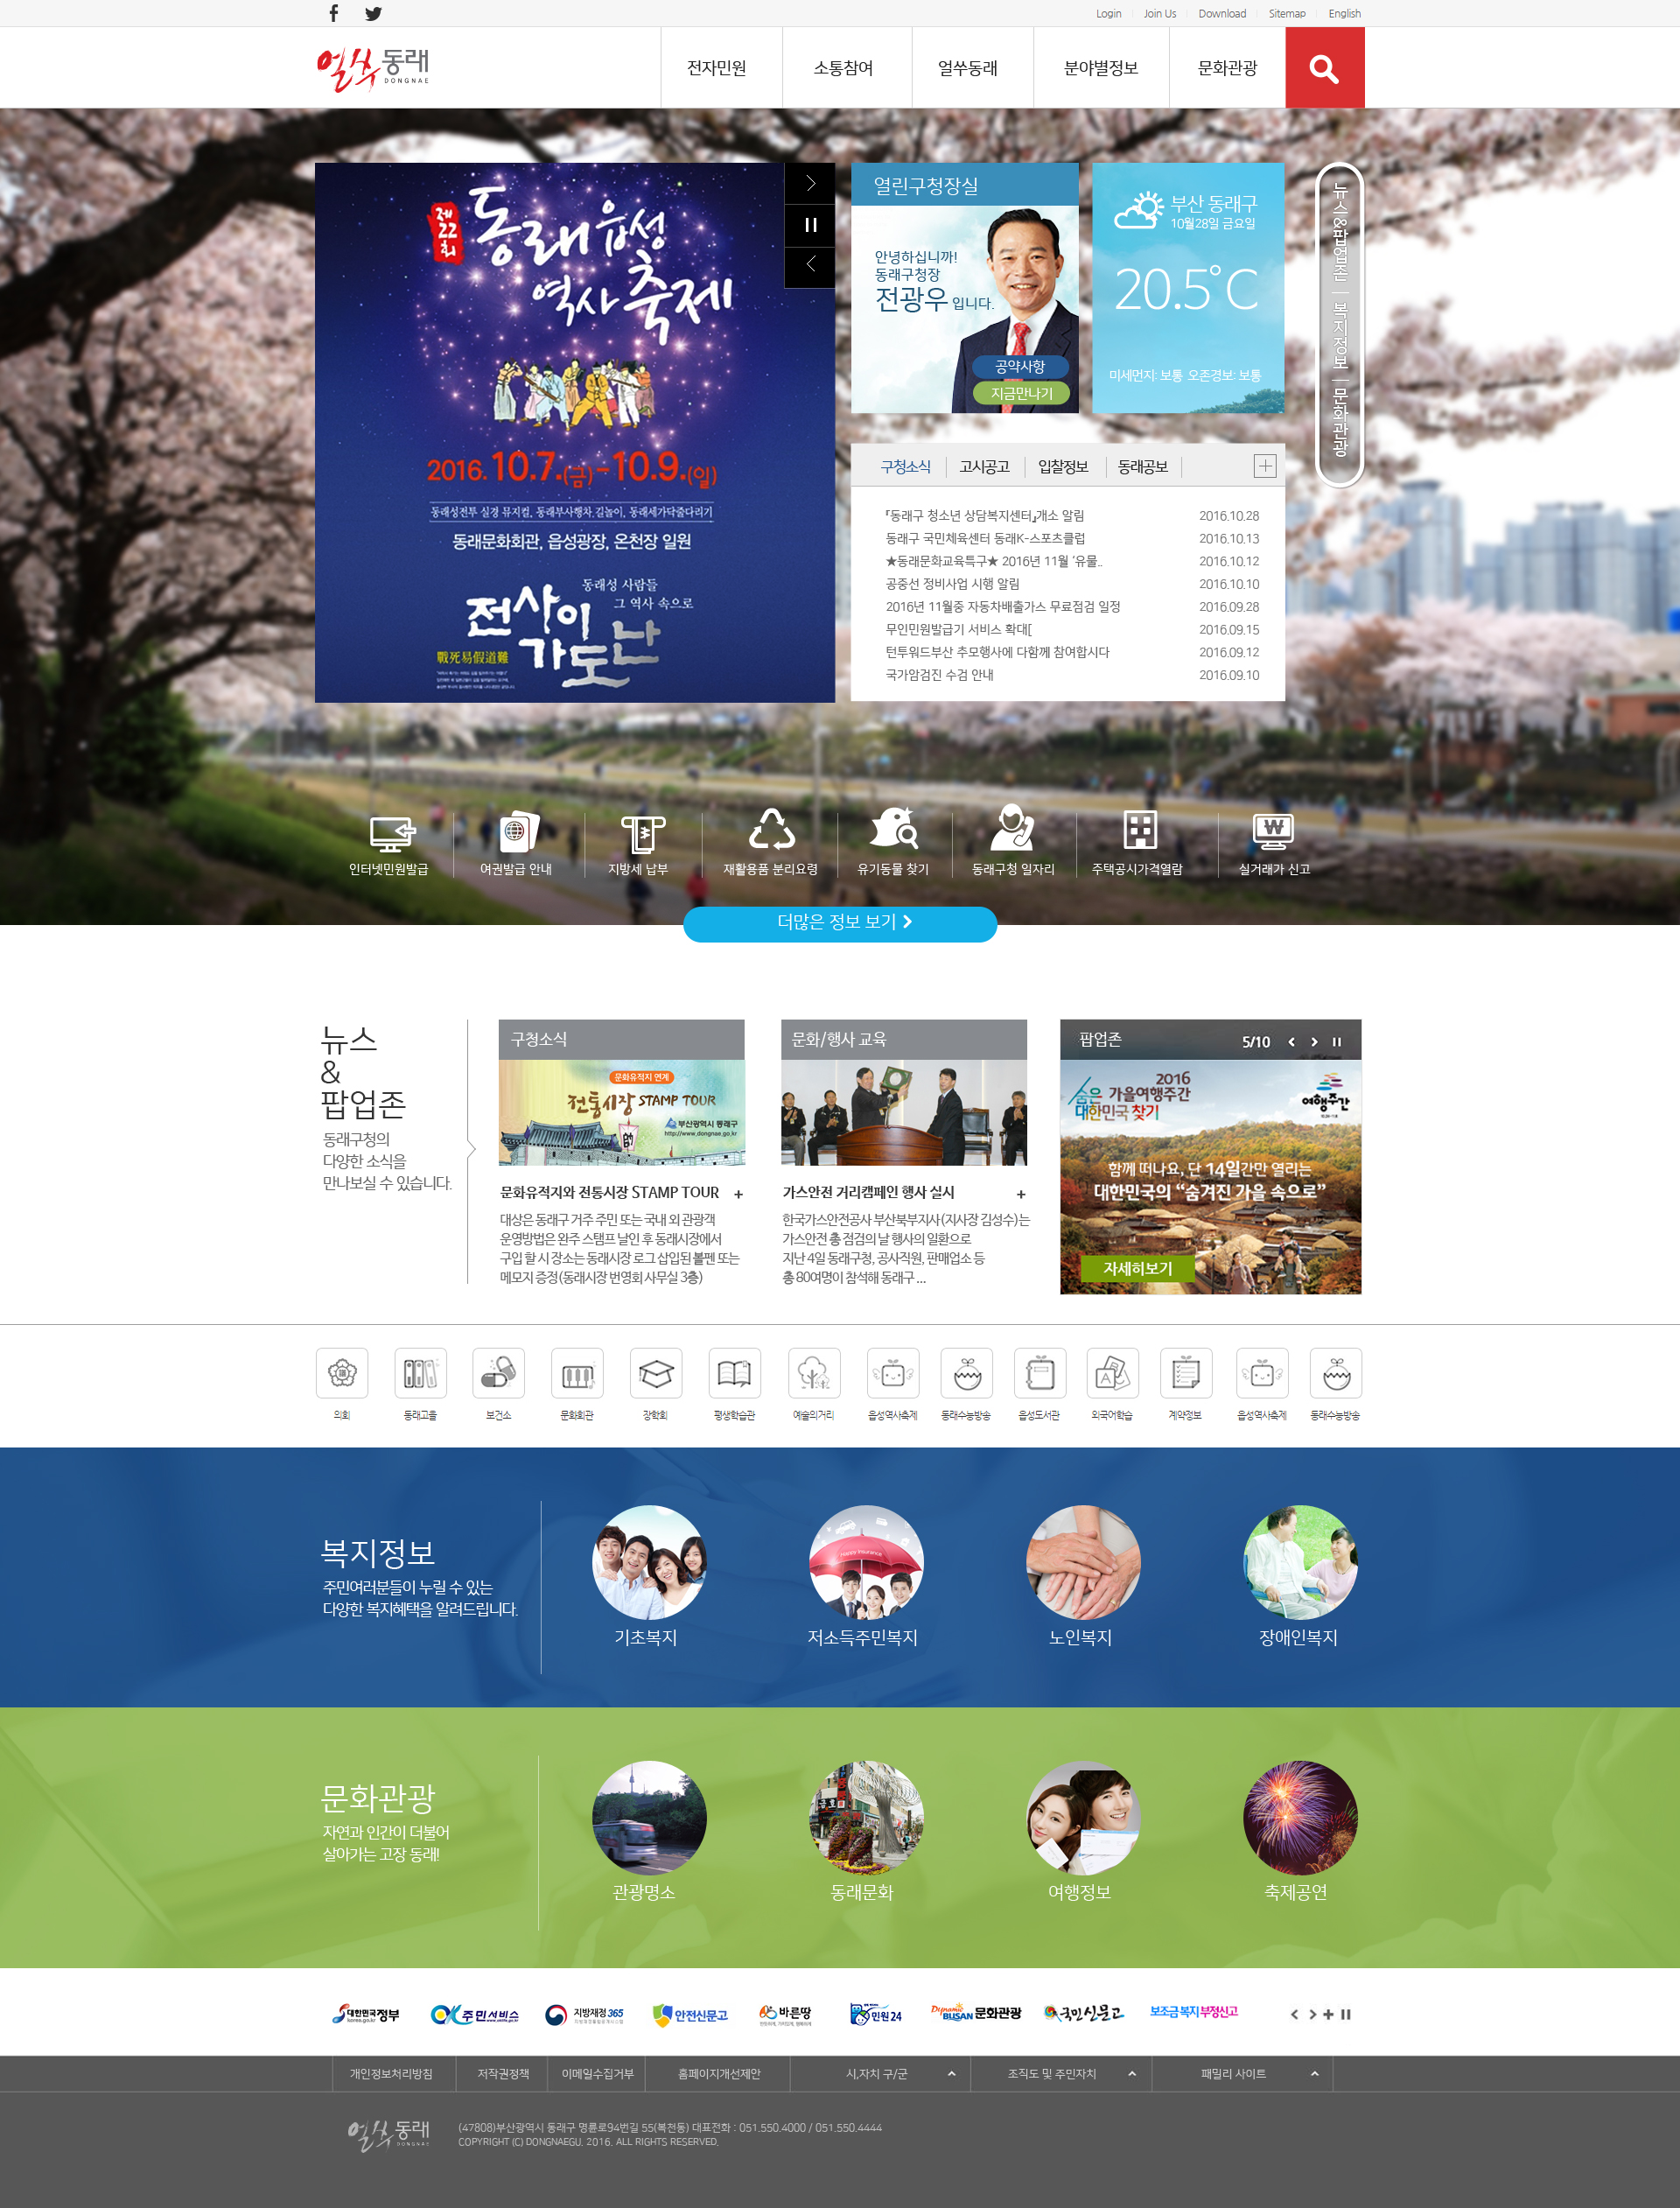 Login Join Us Download Sitemap English
얼쑤동래
DONGNAE
전자민원 소통참여 얼쑤동래 분야별정보 문화관광
제22회
동래읍성
역사축제
2016. 10.7.(금)-10.9.(일)
동래성전투 실경 뮤지컬, 동래부사행차, 길놀이, 동래세가닥줄다리기
동래문화회관, 읍성광장, 온천장 일원
동래성 사람들
그 역사 속으로
전사이
가도난
戰死易假道難
열린구청장실
안녕하십니까!
동래구청장
전광우 입니다.
공약사항
지금만나기
부산 동래구
10월28일 금요일
20.5°C
미세먼지: 보통 오존경보: 보통
뉴스&팝업존
복지정보
문화관광
구청소식 고시공고 입찰정보 동래공보
『동래구 청소년 상담복지센터』개소 알림 2016.10.28
동래구 국민체육센터 동래K-스포츠클럽 2016.10.13
★동래문화교육특구★ 2016년 11월 ‘유물.. 2016.10.12
공중선 정비사업 시행 알림 2016.10.10
2016년 11월중 자동차배출가스 무료점검 일정 2016.09.28
무인민원발급기 서비스 확대[ 2016.09.15
턴투워드부산 추모행사에 다함께 참여합시다 2016.09.12
국가암검진 수검 안내 2016.09.10
인터넷민원발급 여권발급 안내 지방세 납부 재활용품 분리요령 유기동물 찾기 동래구청 일자리 주택공시가격열람 실거래가 신고
더많은 정보 보기
뉴스
&
팝업존
동래구청의
다양한 소식을
만나보실 수 있습니다.
구청소식
문화유적지 연계
전통시장 STAMP TOUR
부산광역시 동래구
http://www.dongnae.go.kr
문화유적지와 전통시장 STAMP TOUR +
대상은 동래구 거주 주민 또는 국내 외 관광객
운영방법은 완주 스탬프 날인 후 동래시장에서
구입 할 시 장소는 동래시장 로그 삽입된 볼펜 또는
메모지 증정(동래시장 번영회 사무실 3층)
문화/행사 교육
가스안전 거리캠페인 행사 실시 +
한국가스안전공사 부산북부지사(지사장 김성수)는
가스안전 총 점검의 날 행사의 일환으로
지난 4일 동래구청, 공사직원, 판매업소 등
총 80여명이 참석해 동래구 ...
팝업존 5/10
2016
숨은 가을여행주간
대한민국 찾기
여행주간
함께 떠나요, 단 14일간만 열리는
대한민국의 “숨겨진 가을 속으로”
자세히보기
의회 동래고을 보건소 문화회관 장학회 평생학습관 예술의거리 읍성역사축제 동래수능방송 읍성도서관 외국어학습 계약정보 읍성역사축제 동래수능방송
복지정보
주민여러분들이 누릴 수 있는
다양한 복지혜택을 알려드립니다.
Happy Insurance
기초복지 저소득주민복지 노인복지 장애인복지
문화관광
자연과 인간이 더불어
살아가는 고장 동래!
관광명소 동래문화 여행정보 축제공연
대한민국정부
korea.go.kr
OK주민서비스
지방재정365
안전신문고
바른땅
민원24
Dynamic BUSAN 문화관광
국민신문고
보조금 복지 부정신고
개인정보처리방침 저작권정책 이메일수집거부 홈페이지개선제안 시,자치 구/군 조직도 및 주민자치 패밀리 사이트
얼쑤동래
DONGNAE
(47808)부산광역시 동래구 명륜로94번길 55(복천동) 대표전화 : 051.550.4000 / 051.550.4444
COPYRIGHT (C) DONGNAEGU. 2016. ALL RIGHTS RESERVED.